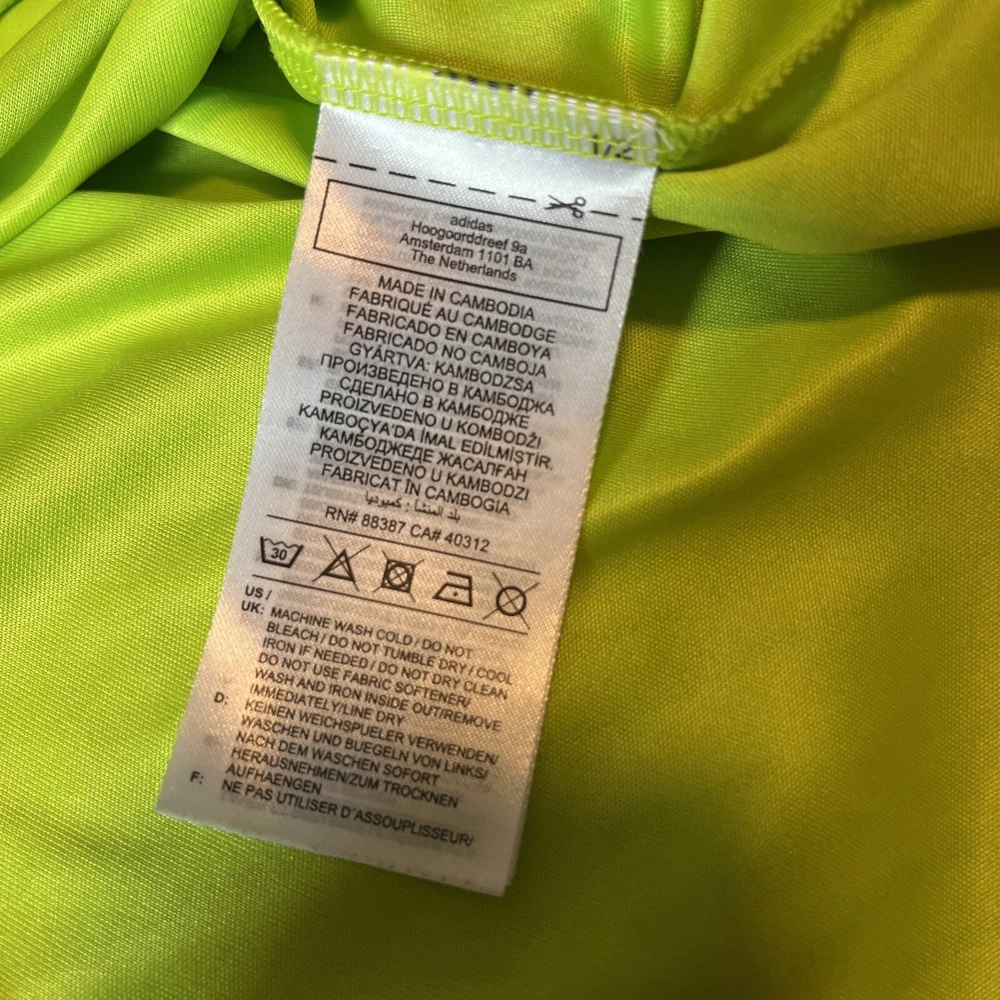 1/2
adidas
Hoogoorddreef 9a
Amsterdam 1101 BA
The Netherlands
MADE IN CAMBODIA
FABRIQUÉ AU CAMBODGE
FABRICADO EN CAMBOYA
FABRICADO NO CAMBOJA
GYÁRTVA: KAMBODZSA
ПРОИЗВЕДЕНО В КАМБОДЖА
СДЕЛАНО В КАМБОДЖЕ
PROIZVEDENO U KOMBODŽI
KAMBOÇYA'DA İMAL EDİLMİŞTİR.
КАМБОДЖЕДЕ ЖАСАЛҒАН
PROIZVEDENO U KAMBODZI
FABRICAT ÎN CAMBOGIA
بلد المنشأ : كمبوديا
RN# 88387 CA# 40312
30
US /
UK: MACHINE WASH COLD / DO NOT
BLEACH / DO NOT TUMBLE DRY / COOL
IRON IF NEEDED / DO NOT DRY CLEAN
DO NOT USE FABRIC SOFTENER/
WASH AND IRON INSIDE OUT/REMOVE
IMMEDIATELY/LINE DRY
D: KEINEN WEICHSPUELER VERWENDEN/
WASCHEN UND BUEGELN VON LINKS/
NACH DEM WASCHEN SOFORT
HERAUSNEHMEN/ZUM TROCKNEN
AUFHAENGEN
F: NE PAS UTILISER D'ASSOUPLISSEUR/